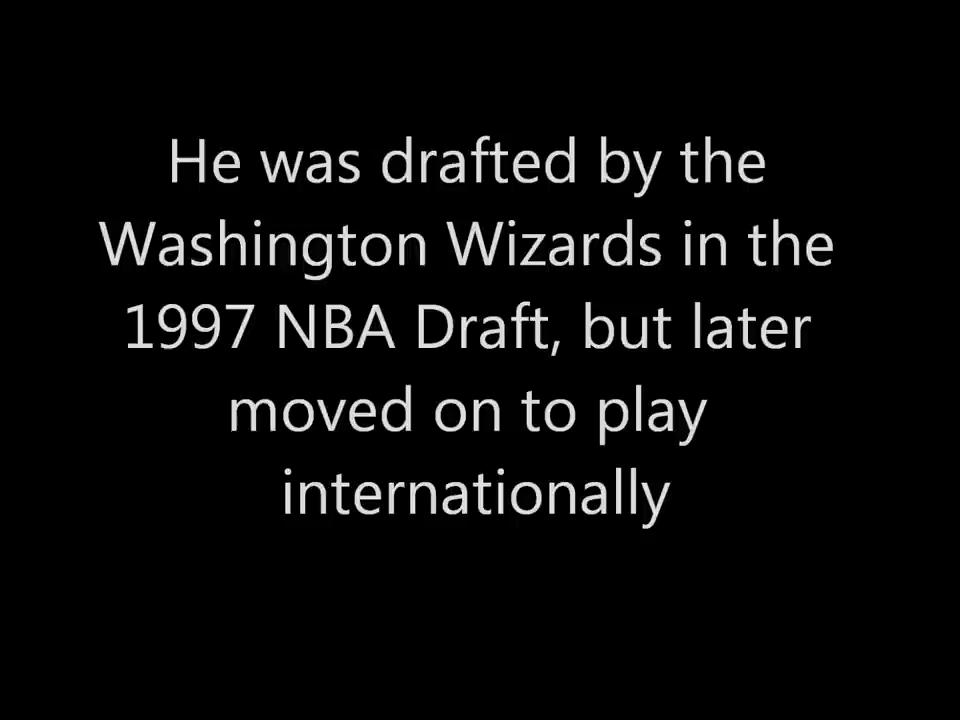 He was drafted by the
Washington Wizards in the
1997 NBA Draft, but later
moved on to play
internationally